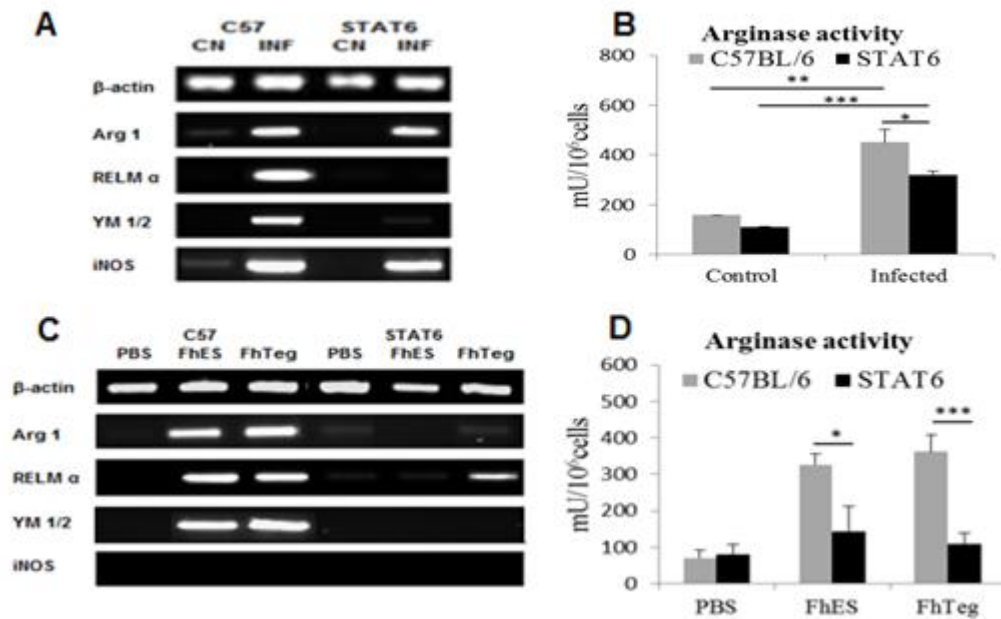 A
C57 STAT6
CN INF CN INF
β-actin
Arg 1
RELM α
YM 1/2
iNOS
B
Arginase activity
C57BL/6 STAT6
**
***
*
mU/10⁶cells
800
600
400
200
0
Control Infected
C
C57 STAT6
PBS FhES FhTeg PBS FhES FhTeg
β-actin
Arg 1
RELM α
YM 1/2
iNOS
D
Arginase activity
C57BL/6 STAT6
*
***
mU/10⁶cells
600
500
400
300
200
100
0
PBS FhES FhTeg